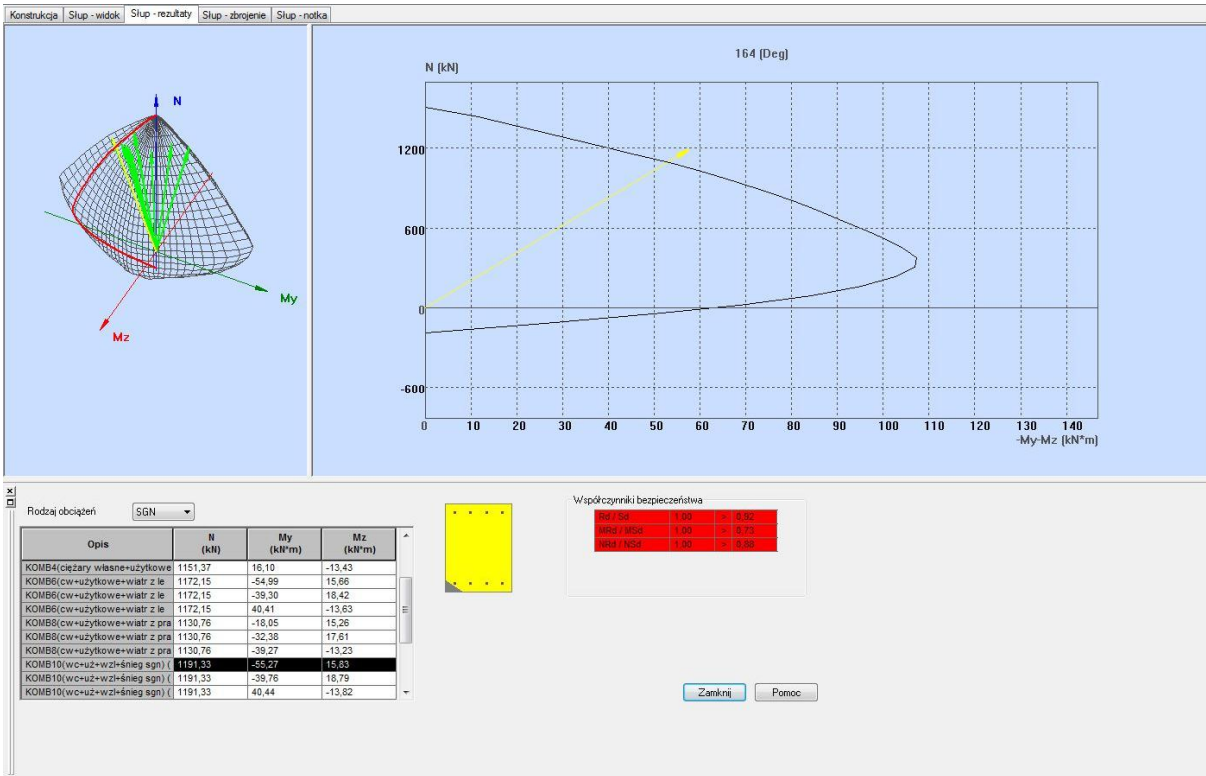 Konstrukcja Słup - widok Słup - rezultaty Słup - zbrojenie Słup - notka
N
My
Mz
164 (Deg)
N (kN)
1200
600
0
-600
0 10 20 30 40 50 60 70 80 90 100 110 120 130 140
-My-Mz (kN*m)
Rodzaj obciążeń SGN
Opis N (kN) My (kN*m) Mz (kN*m)
KOMB4(ciężary własne+użytkowe 1151,37 16,10 -13,43
KOMB6(cw+użytkowe+wiatr z le 1172,15 -54,99 15,66
KOMB6(cw+użytkowe+wiatr z le 1172,15 -39,30 18,42
KOMB6(cw+użytkowe+wiatr z le 1172,15 40,41 -13,63
KOMB8(cw+użytkowe+wiatr z pra 1130,76 -18,05 15,26
KOMB8(cw+użytkowe+wiatr z pra 1130,76 -32,38 17,61
KOMB8(cw+użytkowe+wiatr z pra 1130,76 -39,27 -13,23
KOMB10(wc+uż+wzl+śnieg sgn) ( 1191,33 -55,27 15,83
KOMB10(wc+uż+wzl+śnieg sgn) ( 1191,33 -39,76 18,79
KOMB10(wc+uż+wzl+śnieg sgn) ( 1191,33 40,44 -13,82
Współczynniki bezpieczeństwa
Rd / Sd 1.00 > 0,92
MRd / MSd 1.00 > 0,73
NRd / NSd 1.00 > 0,88
Zamknij Pomoc